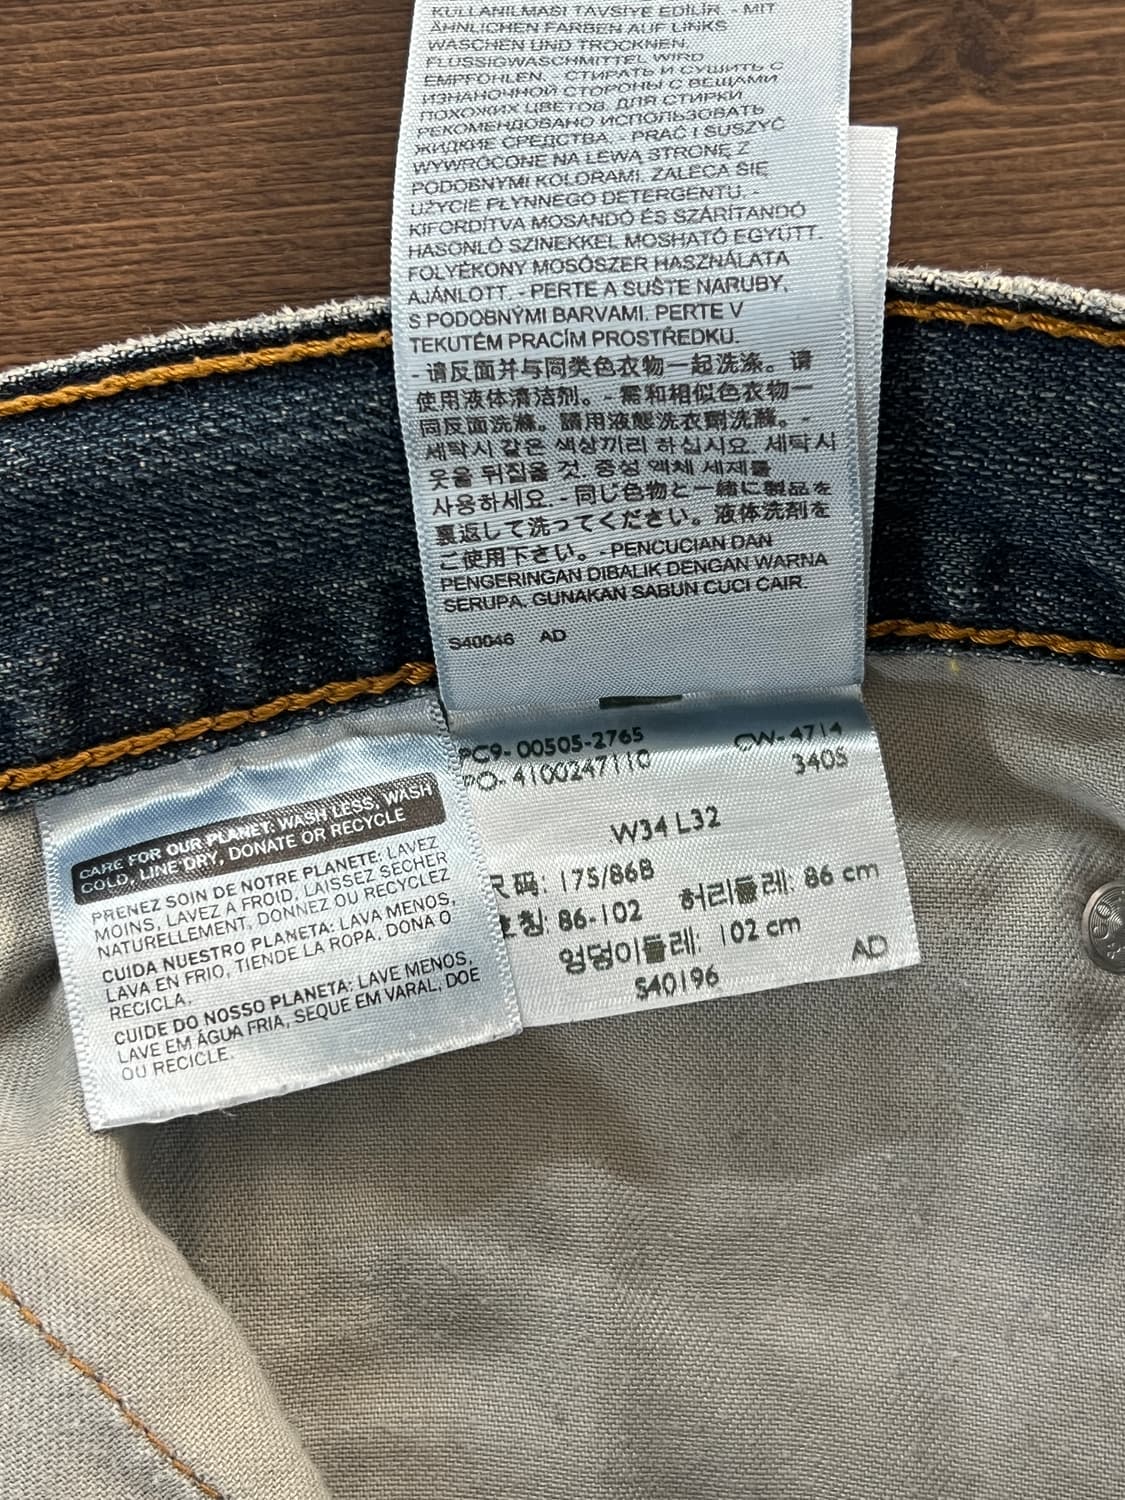 KULLANILMASI TAVSİYE EDİLİR. - MIT
ÄHNLICHEN FARBEN AUF LINKS
WASCHEN UND TROCKNEN.
FLÜSSIGWASCHMITTEL WIRD
EMPFOHLEN. - СТИРАТЬ И СУШИТЬ С
ИЗНАНОЧНОЙ СТОРОНЫ С ВЕЩАМИ
ПОХОЖИХ ЦВЕТОВ. ДЛЯ СТИРКИ
РЕКОМЕНДОВАНО ИСПОЛЬЗОВАТЬ
ЖИДКИЕ СРЕДСТВА. - PRAĆ I SUSZYĆ
WYWRÓCONE NA LEWĄ STRONĘ Z
PODOBNYMI KOLORAMI. ZALECA SIĘ
UŻYCIE PŁYNNEGO DETERGENTU. -
KIFORDÍTVA MOSANDÓ ÉS SZÁRÍTANDÓ
HASONLÓ SZINEKKEL MOSHATÓ EGYÜTT.
FOLYÉKONY MOSÓSZER HASZNÁLATA
AJÁNLOTT. - PERTE A SUŠTE NARUBY,
S PODOBNÝMI BARVAMI. PERTE V
TEKUTÉM PRACÍM PROSTŘEDKU.
- 请反面并与同类色衣物一起洗涤。请
使用液体清洁剂。- 需和相似色衣物一
同反面洗滌。請用液態洗衣劑洗滌。-
세탁시 같은 색상끼리 하십시요. 세탁시
옷을 뒤집을 것. 중성 액체 세제를
사용하세요. - 同じ色物と一緒に製品を
裏返して洗ってください。液体洗剤を
ご使用下さい。- PENCUCIAN DAN
PENGERINGAN DIBALIK DENGAN WARNA
SERUPA. GUNAKAN SABUN CUCI CAIR.
S40046 AD
PC9-00505-2765 CW-4714
PO-4100247110 3405
W34 L32
尺码: 175/86B
호칭: 86-102 허리둘레: 86 cm
엉덩이둘레: 102 cm
S40196 AD
CARE FOR OUR PLANET: WASH LESS, WASH
COLD, LINE DRY, DONATE OR RECYCLE
PRENEZ SOIN DE NOTRE PLANETE: LAVEZ
MOINS, LAVEZ À FROID, LAISSEZ SÉCHER
NATURELLEMENT, DONNEZ OU RECYCLEZ
CUIDA NUESTRO PLANETA: LAVA MENOS,
LAVA EN FRIO, TIENDE LA ROPA, DONA O
RECICLA.
CUIDE DO NOSSO PLANETA: LAVE MENOS,
LAVE EM ÁGUA FRIA, SEQUE EM VARAL, DOE
OU RECICLE.